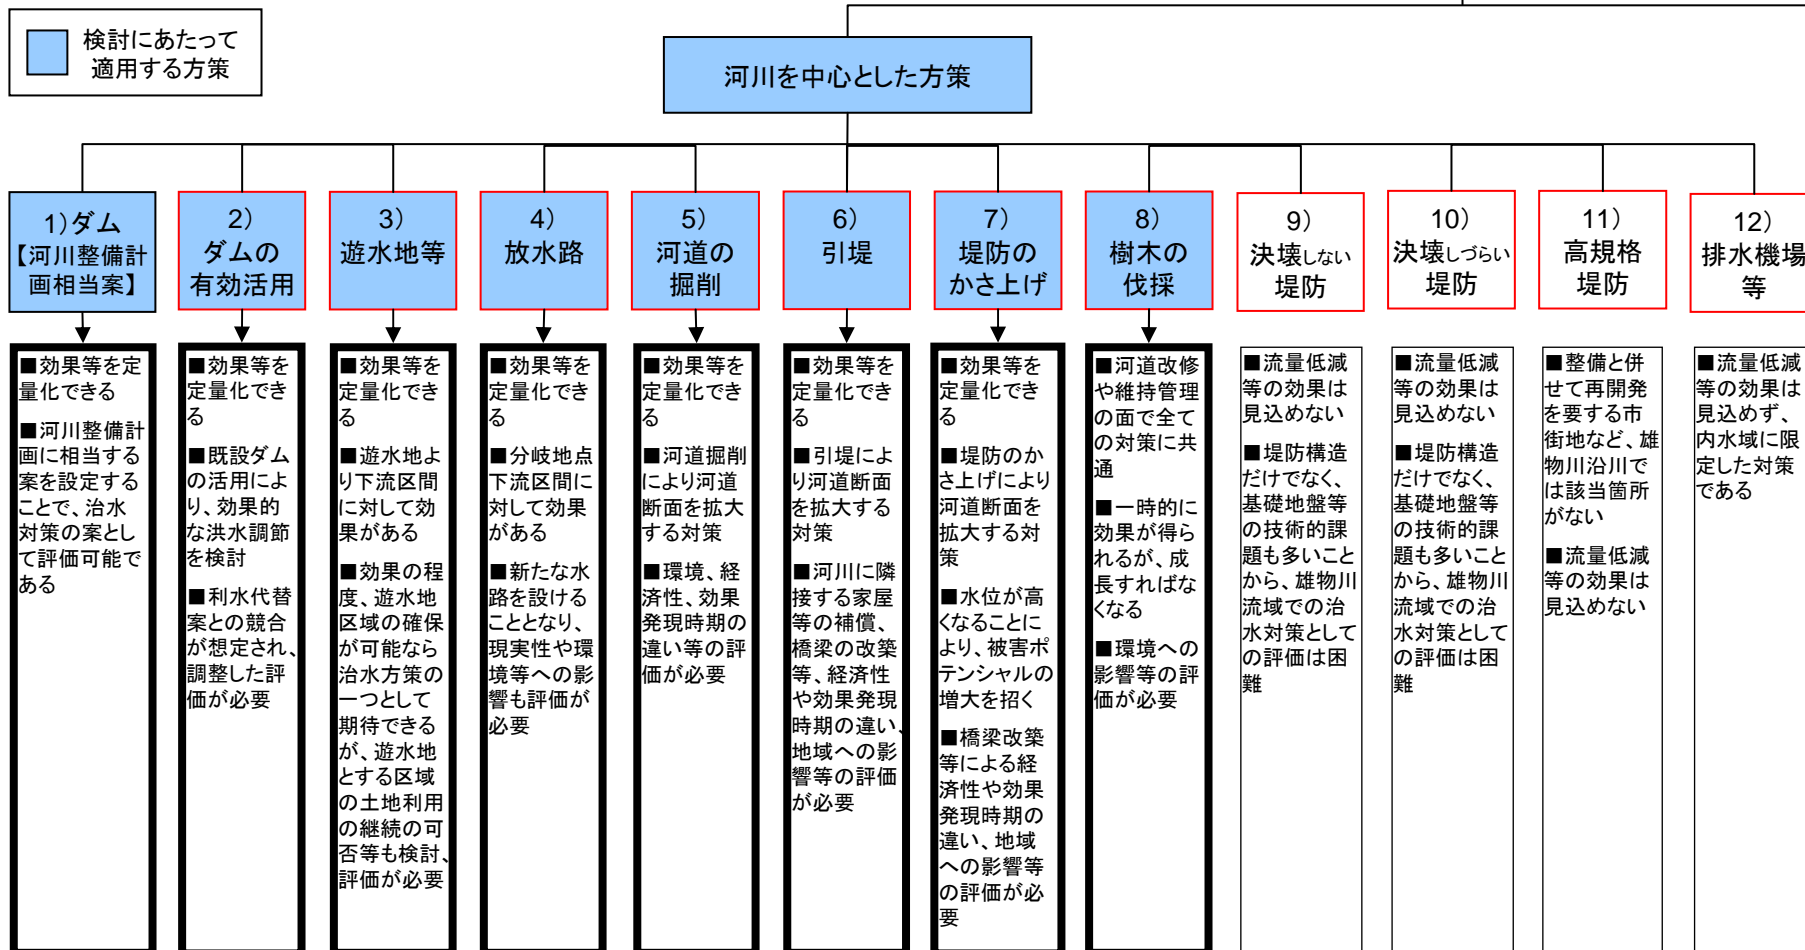 検討にあたって
適用する方策
河川を中心とした方策
1)ダム
【河川整備計
画相当案】
■効果等を定
量化できる
■河川整備計
画に相当する
案を設定する
ことで、治水
対策の案とし
て評価可能で
ある
2)
ダムの
有効活用
■効果等を
定量化でき
る
■既設ダム
の活用によ
り、効果的
な洪水調節
を検討
■利水代替
案との競合
が想定され、
調整した評
価が必要
3)
遊水地等
■効果等を
定量化でき
る
■遊水地よ
り下流区間
に対して効
果がある
■効果の程
度、遊水地
区域の確保
が可能なら
治水方策の
一つとして
期待できる
が、遊水地
とする区域
の土地利用
の継続の可
否等も検討、
評価が必要
4)
放水路
■効果等を
定量化でき
る
■分岐地点
下流区間に
対して効果
がある
■新たな水
路を設ける
こととなり、
現実性や環
境等への影
響も評価が
必要
5)
河道の
掘削
■効果等を
定量化でき
る
■河道掘削
により河道
断面を拡大
する対策
■環境、経
済性、効果
発現時期の
違い等の評
価が必要
6)
引堤
■効果等を
定量化でき
る
■引堤によ
り河道断面
を拡大する
対策
■河川に隣
接する家屋
等の補償、
橋梁の改築
等、経済性
や効果発現
時期の違い、
地域への影
響等の評価
が必要
7)
堤防の
かさ上げ
■効果等を
定量化でき
る
■堤防のか
さ上げにより
河道断面を
拡大する対
策
■水位が高
くなることに
より、被害ポ
テンシャルの
増大を招く
■橋梁改築
等による経
済性や効果
発現時期の
違い、地域
への影響等
の評価が必
要
8)
樹木の
伐採
■河道改修
や維持管理
の面で全て
の対策に共
通
■一時的に
効果が得ら
れるが、成
長すればな
くなる
■環境への
影響等の評
価が必要
9)
決壊しない
堤防
■流量低減
等の効果は
見込めない
■堤防構造
だけでなく、
基礎地盤等
の技術的課
題も多いこと
から、雄物川
流域での治
水対策として
の評価は困
難
10)
決壊しづらい
堤防
■流量低減
等の効果は
見込めない
■堤防構造
だけでなく、
基礎地盤等
の技術的課
題も多いこと
から、雄物川
流域での治
水対策として
の評価は困
難
11)
高規格
堤防
■整備と併
せて再開発
を要する市
街地など、雄
物川沿川で
は該当箇所
がない
■流量低減
等の効果は
見込めない
12)
排水機場
等
■流量低減
等の効果は
見込めず、
内水域に限
定した対策
である